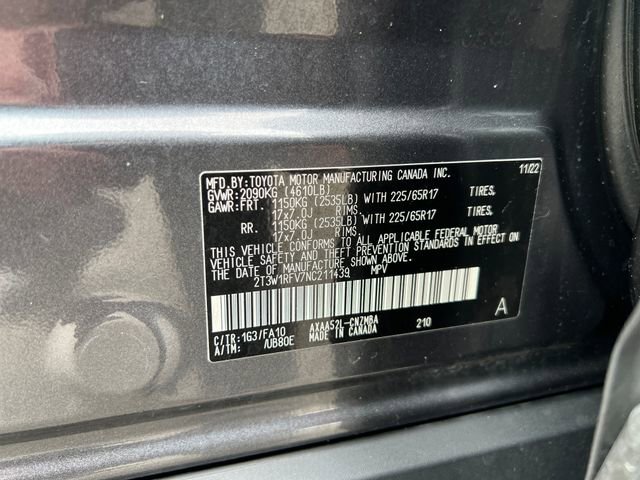 MFD.BY:TOYOTA MOTOR MANUFACTURING CANADA INC. 11/22
GVWR:2090KG (4610LB)
GAWR:FRT. 1150KG (2535LB) WITH 225/65R17 TIRES,
17x7.0J RIMS,
RR. 1150KG (2535LB) WITH 225/65R17 TIRES,
17x7.0J RIMS.
THIS VEHICLE CONFORMS TO ALL APPLICABLE FEDERAL MOTOR
VEHICLE SAFETY AND THEFT PREVENTION STANDARDS IN EFFECT ON
THE DATE OF MANUFACTURE SHOWN ABOVE.
2T3W1RFV7NC211439 MPV
C/TR:1G3/FA10 AXAA52L-CNZMBA 210 A
A/TM: /UB80E MADE IN CANADA